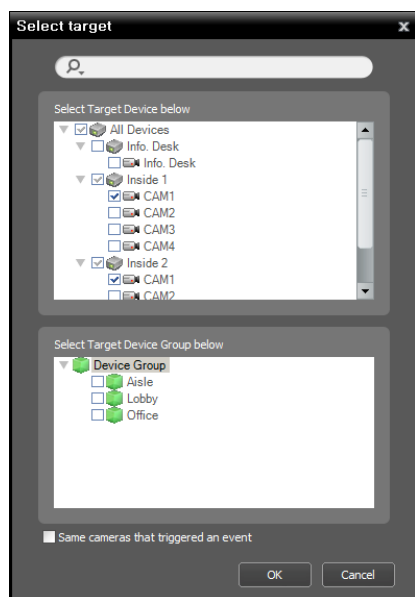 Select target
x
Select Target Device below
All Devices
Info. Desk
Info. Desk
Inside 1
CAM1
CAM2
CAM3
CAM4
Inside 2
CAM1
CAM2
Select Target Device Group below
Device Group
Aisle
Lobby
Office
Same cameras that triggered an event
OK Cancel